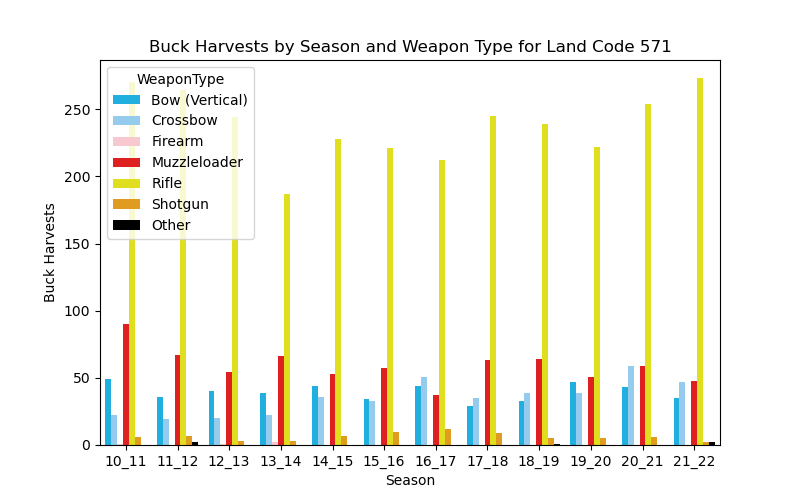 Buck Harvests by Season and Weapon Type for Land Code 571
WeaponType
Bow (Vertical)
Crossbow
Firearm
Muzzleloader
Rifle
Shotgun
Other
250
200
150
100
50
0
Buck Harvests
10_11 11_12 12_13 13_14 14_15 15_16 16_17 17_18 18_19 19_20 20_21 21_22
Season